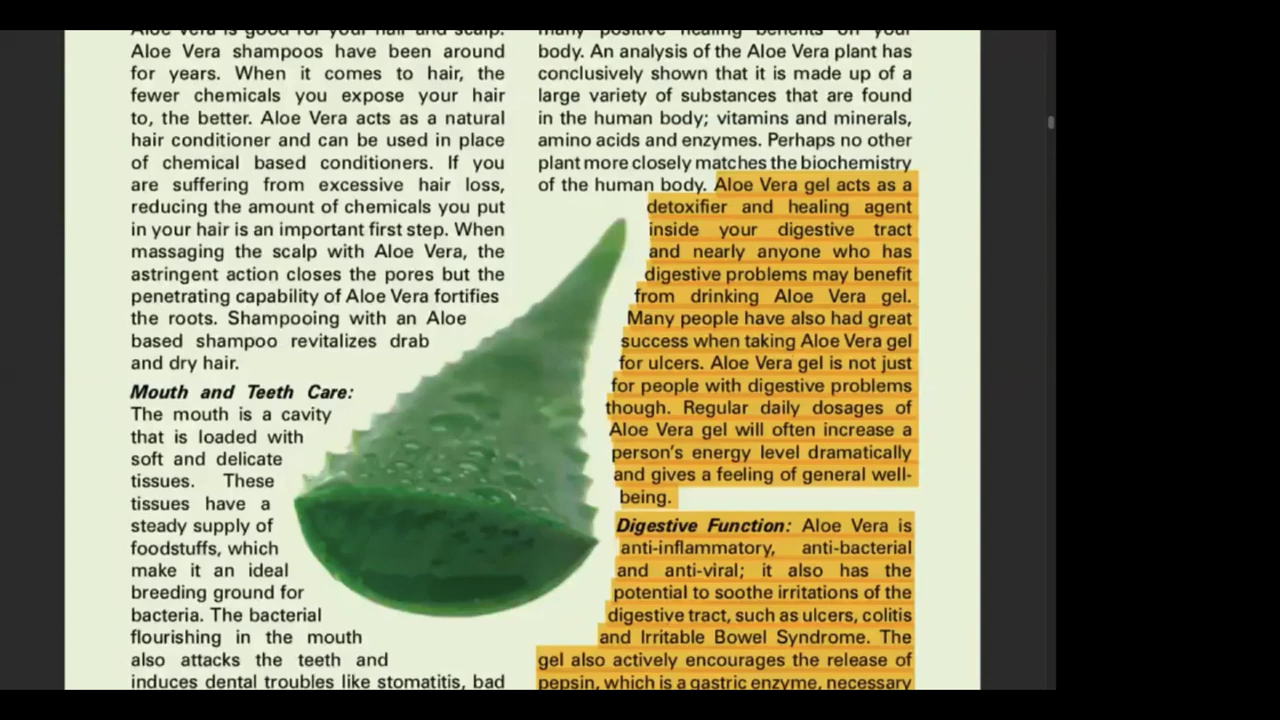 Aloe Vera is good for your hair and scalp.
Aloe Vera shampoos have been around
for years. When it comes to hair, the
fewer chemicals you expose your hair
to, the better. Aloe Vera acts as a natural
hair conditioner and can be used in place
of chemical based conditioners. If you
are suffering from excessive hair loss,
reducing the amount of chemicals you put
in your hair is an important first step. When
massaging the scalp with Aloe Vera, the
astringent action closes the pores but the
penetrating capability of Aloe Vera fortifies
the roots. Shampooing with an Aloe
based shampoo revitalizes drab
and dry hair.
Mouth and Teeth Care:
The mouth is a cavity
that is loaded with
soft and delicate
tissues. These
tissues have a
steady supply of
foodstuffs, which
make it an ideal
breeding ground for
bacteria. The bacterial
flourishing in the mouth
also attacks the teeth and
induces dental troubles like stomatitis, bad
many positive healing benefits on your
body. An analysis of the Aloe Vera plant has
conclusively shown that it is made up of a
large variety of substances that are found
in the human body; vitamins and minerals,
amino acids and enzymes. Perhaps no other
plant more closely matches the biochemistry
of the human body. Aloe Vera gel acts as a
detoxifier and healing agent
inside your digestive tract
and nearly anyone who has
digestive problems may benefit
from drinking Aloe Vera gel.
Many people have also had great
success when taking Aloe Vera gel
for ulcers. Aloe Vera gel is not just
for people with digestive problems
though. Regular daily dosages of
Aloe Vera gel will often increase a
person's energy level dramatically
and gives a feeling of general well-
being.
Digestive Function: Aloe Vera is
anti-inflammatory, anti-bacterial
and anti-viral; it also has the
potential to soothe irritations of the
digestive tract, such as ulcers, colitis
and Irritable Bowel Syndrome. The
gel also actively encourages the release of
pepsin, which is a gastric enzyme, necessary